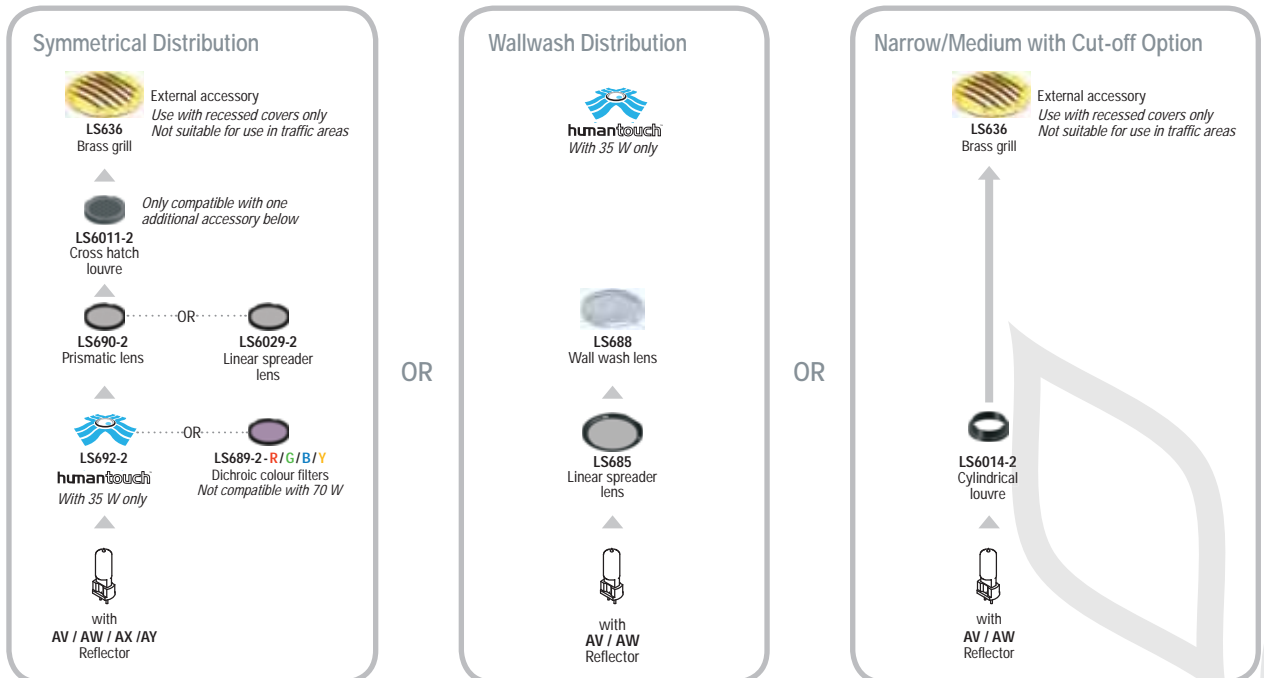 Symmetrical Distribution
External accessory
Use with recessed covers only
Not suitable for use in traffic areas
LS636
Brass grill
Only compatible with one
additional accessory below
LS6011-2
Cross hatch
louvre
OR
LS690-2
Prismatic lens
LS6029-2
Linear spreader
lens
OR
LS692-2
humantouch
With 35 W only
LS689-2-R/G/B/Y
Dichroic colour filters
Not compatible with 70 W
with
AV / AW / AX /AY
Reflector
OR
Wallwash Distribution
humantouch
With 35 W only
LS688
Wall wash lens
LS685
Linear spreader
lens
with
AV / AW
Reflector
OR
Narrow/Medium with Cut-off Option
External accessory
Use with recessed covers only
Not suitable for use in traffic areas
LS636
Brass grill
LS6014-2
Cylindrical
louvre
with
AV / AW
Reflector